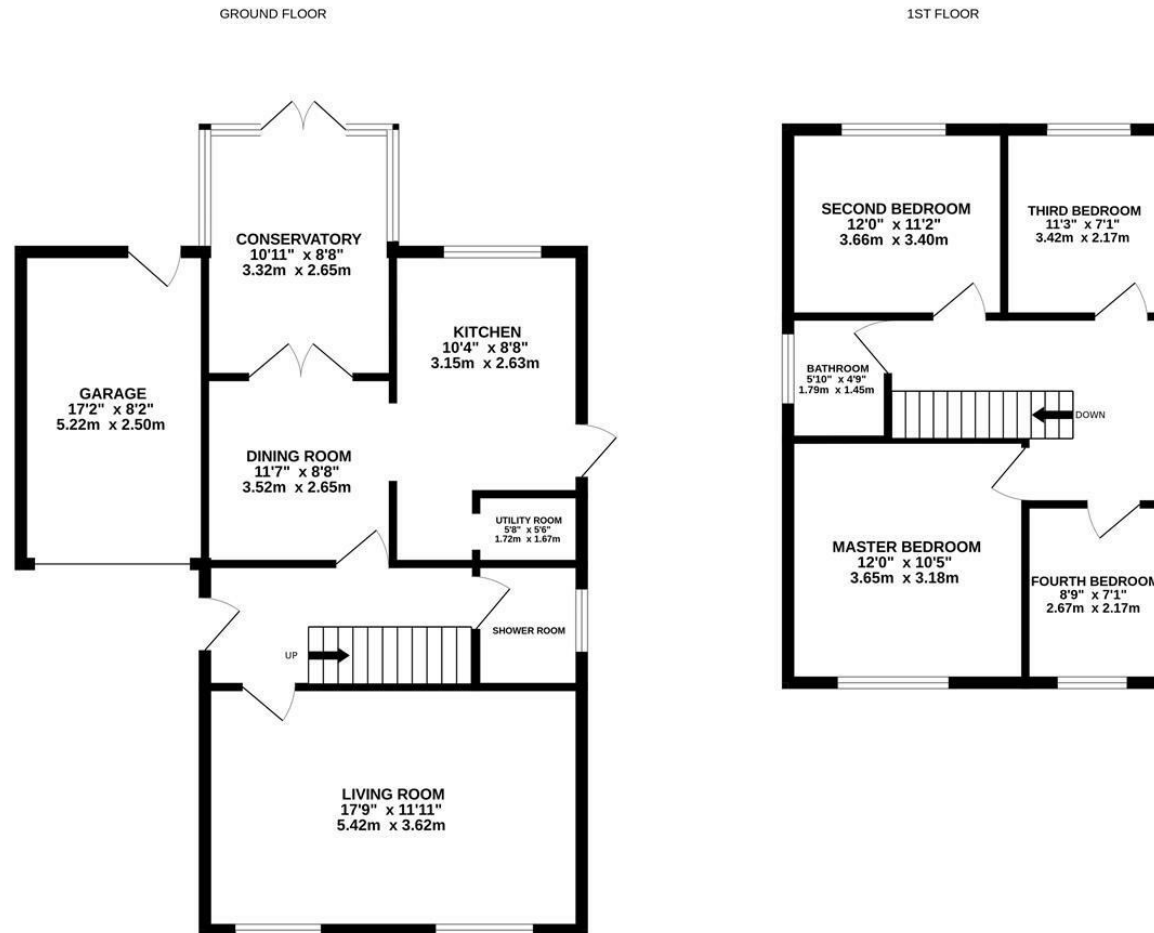 GROUND FLOOR
1ST FLOOR
CONSERVATORY
10'11" x 8'8"
3.32m x 2.65m
KITCHEN
10'4" x 8'8"
3.15m x 2.63m
GARAGE
17'2" x 8'2"
5.22m x 2.50m
DINING ROOM
11'7" x 8'8"
3.52m x 2.65m
UTILITY ROOM
5'8" x 5'6"
1.72m x 1.67m
SHOWER ROOM
UP
LIVING ROOM
17'9" x 11'11"
5.42m x 3.62m
SECOND BEDROOM
12'0" x 11'2"
3.66m x 3.40m
THIRD BEDROOM
11'3" x 7'1"
3.42m x 2.17m
BATHROOM
5'10" x 4'9"
1.79m x 1.45m
DOWN
MASTER BEDROOM
12'0" x 10'5"
3.65m x 3.18m
FOURTH BEDROOM
8'9" x 7'1"
2.67m x 2.17m